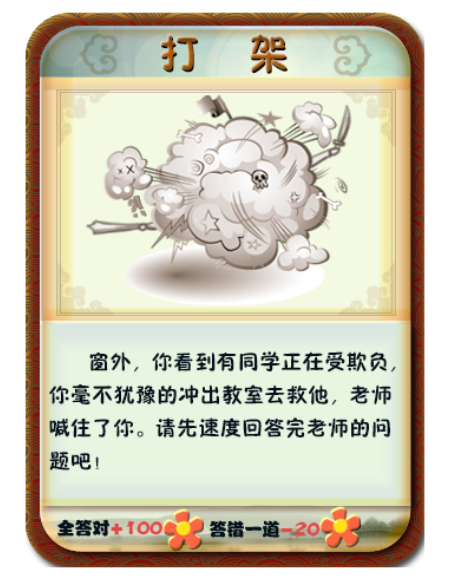 打架
窗外，你看到有同学正在受欺负，
你毫不犹豫的冲出教室去救他，老师
喊住了你。请先速度回答完老师的问
题吧！
全答对+100 答错一道-20